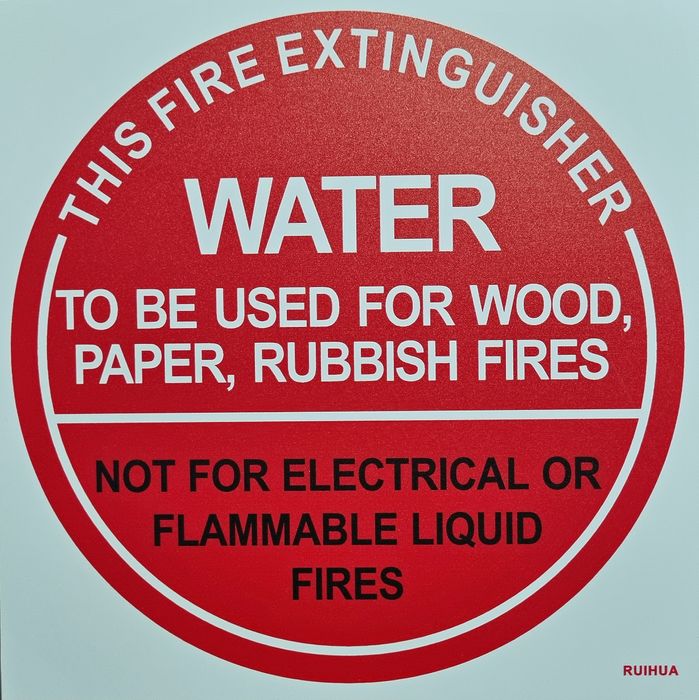 THIS FIRE EXTINGUISHER
WATER
TO BE USED FOR WOOD,
PAPER, RUBBISH FIRES
NOT FOR ELECTRICAL OR
FLAMMABLE LIQUID
FIRES
RUIHUA